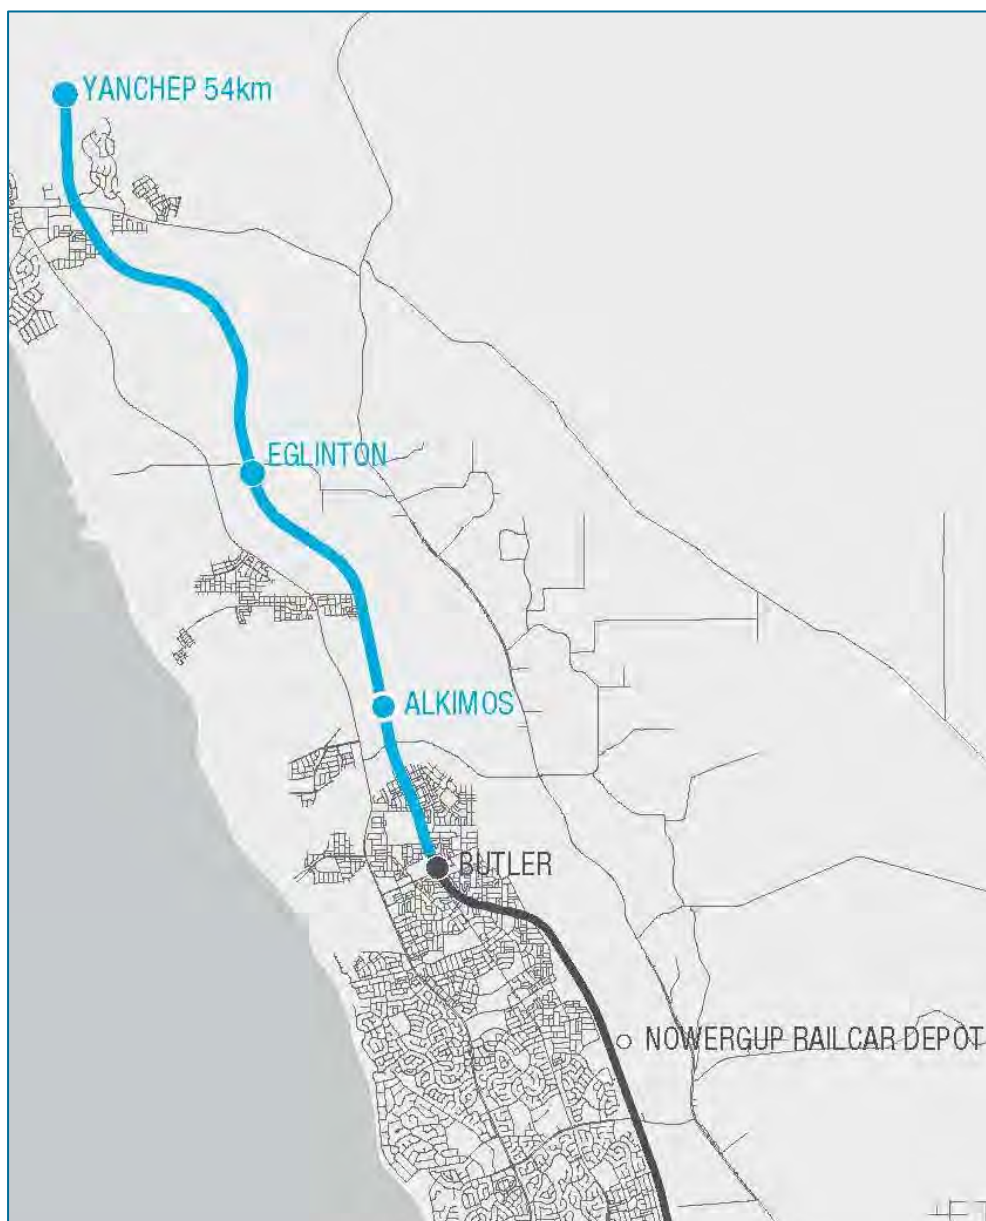 YANCHEP 54km
EGLINTON
ALKIMOS
BUTLER
NOWERGUP RAILCAR DEPOT